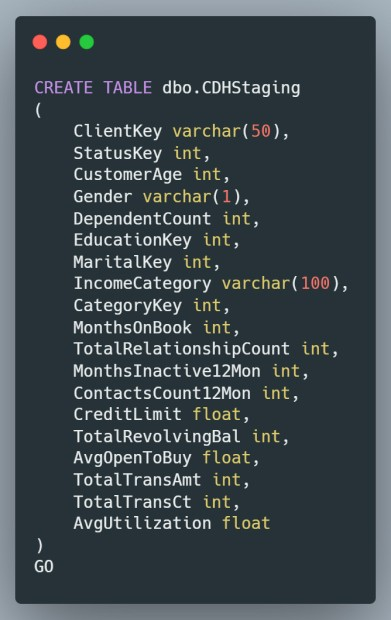 CREATE TABLE dbo.CDHStaging
(
    ClientKey varchar(50),
    StatusKey int,
    CustomerAge int,
    Gender varchar(1),
    DependentCount int,
    EducationKey int,
    MaritalKey int,
    IncomeCategory varchar(100),
    CategoryKey int,
    MonthsOnBook int,
    TotalRelationshipCount int,
    MonthsInactive12Mon int,
    ContactsCount12Mon int,
    CreditLimit float,
    TotalRevolvingBal int,
    AvgOpenToBuy float,
    TotalTransAmt int,
    TotalTransCt int,
    AvgUtilization float
)
GO